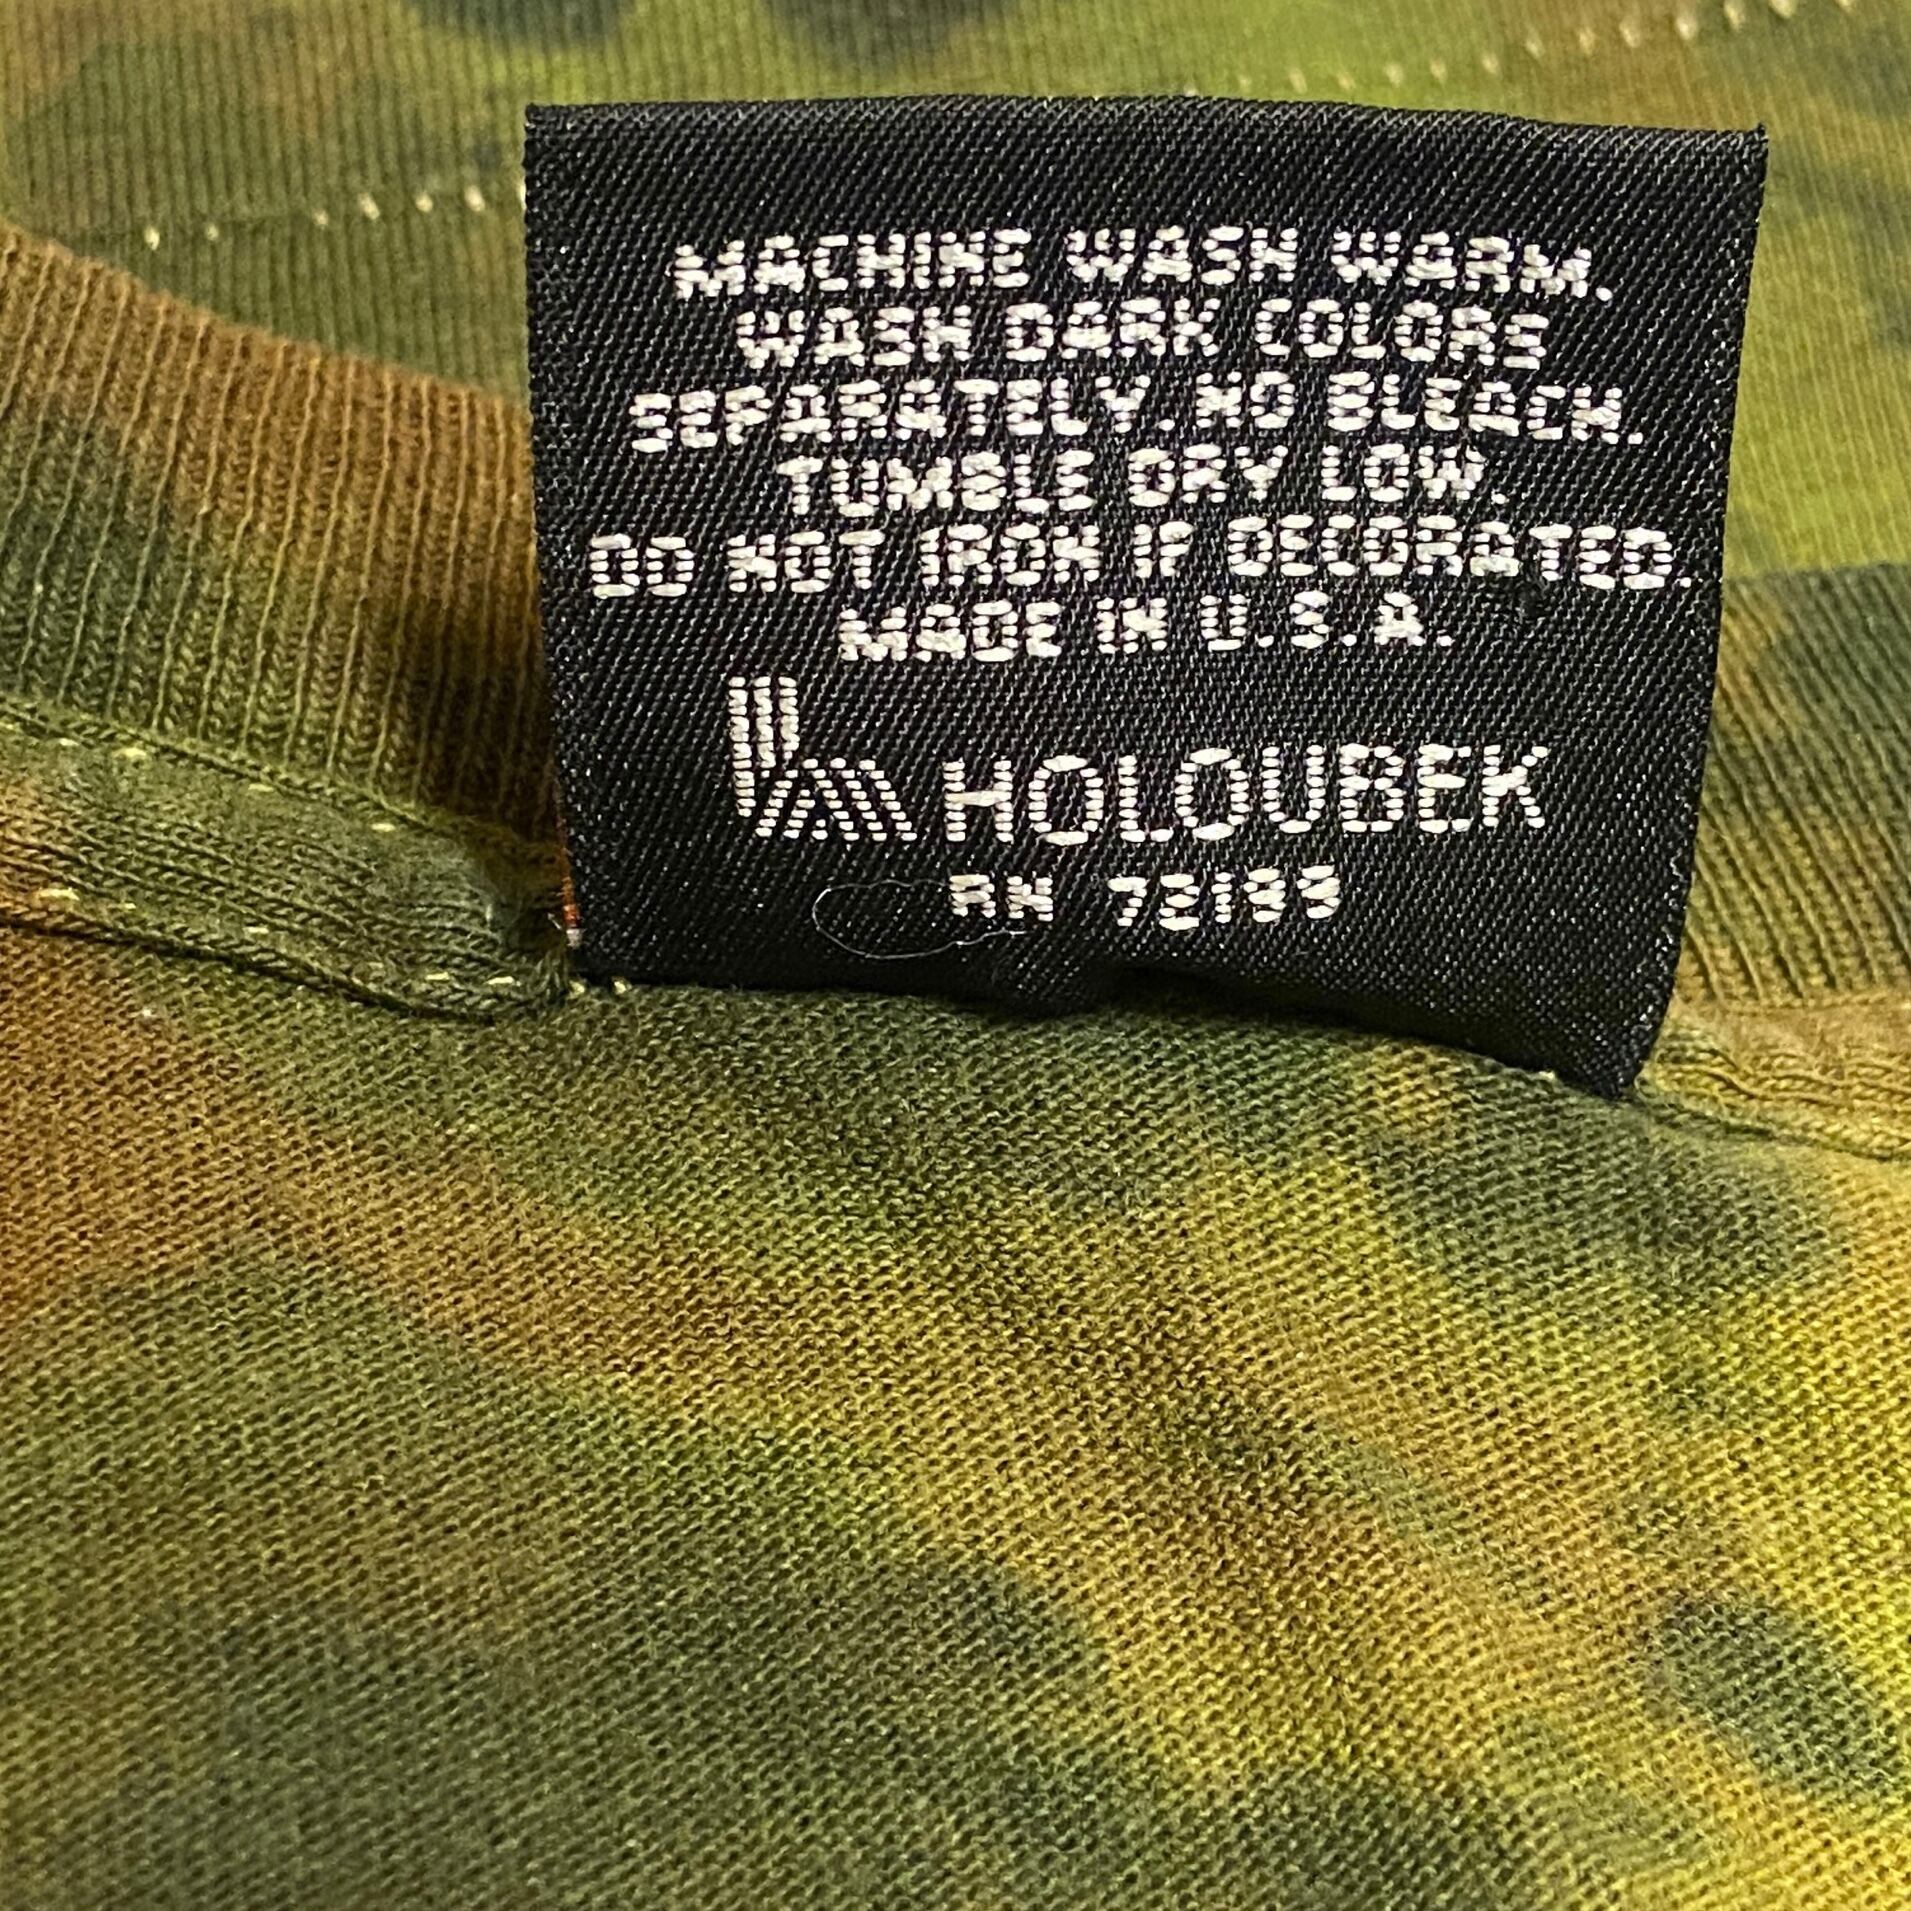 MACHINE WASH WARM.
WASH DARK COLORS
SEPARATELY. NO BLEACH.
TUMBLE DRY LOW.
DO NOT IRON IF DECORATED.
MADE IN U.S.A.
HOLOUBEK
RN 72199